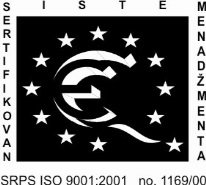 SERTIFIKOVAN
SISTEM
MENADŽMENTA
SRPS ISO 9001:2001 no. 1169/00